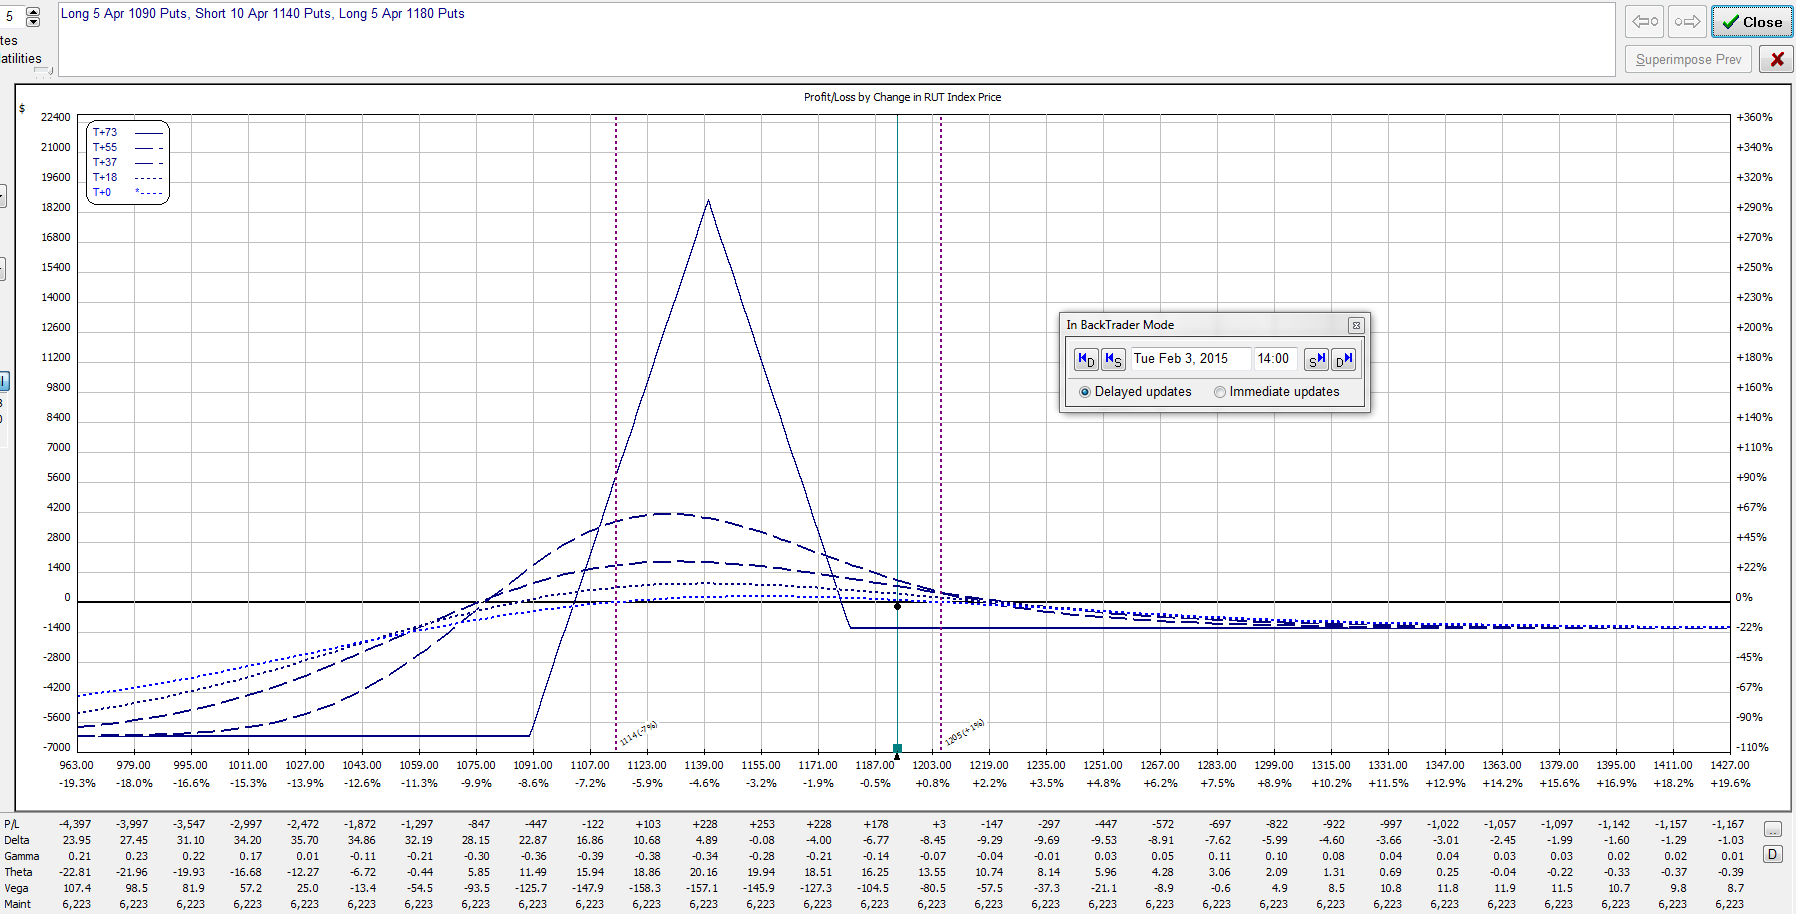 5
Long 5 Apr 1090 Puts, Short 10 Apr 1140 Puts, Long 5 Apr 1180 Puts
Close
tes
atilities
Superimpose Prev
Profit/Loss by Change in RUT Index Price
$
22400 +360%
T+73
21000 +340%
T+55
T+37
19600 +320%
T+18
T+0 *
18200 +290%
16800 +270%
15400 +250%
14000 +230%
In BackTrader Mode
12600 +200%
11200 +180%
D S Tue Feb 3, 2015 14:00 S D
9800 +160%
Delayed updates Immediate updates
8400 +140%
7000 +110%
5600 +90%
4200 +67%
2800 +45%
1400 +22%
0 0%
-1400 -22%
-2800 -45%
-4200 -67%
-5600 -90%
1114 (-7%) 1205 (+1%)
-7000 -110%
963.00 979.00 995.00 1011.00 1027.00 1043.00 1059.00 1075.00 1091.00 1107.00 1123.00 1139.00 1155.00 1171.00 1187.00 1203.00 1219.00 1235.00 1251.00 1267.00 1283.00 1299.00 1315.00 1331.00 1347.00 1363.00 1379.00 1395.00 1411.00 1427.00
-19.3% -18.0% -16.6% -15.3% -13.9% -12.6% -11.3% -9.9% -8.6% -7.2% -5.9% -4.6% -3.2% -1.9% -0.5% +0.8% +2.2% +3.5% +4.8% +6.2% +7.5% +8.9% +10.2% +11.5% +12.9% +14.2% +15.6% +16.9% +18.2% +19.6%
P/L -4,397 -3,997 -3,547 -2,997 -2,472 -1,872 -1,297 -847 -447 -122 +103 +228 +253 +228 +178 +3 -147 -297 -447 -572 -697 -822 -922 -997 -1,022 -1,057 -1,097 -1,142 -1,157 -1,167
Delta 23.95 27.45 31.10 34.20 35.70 34.86 32.19 28.15 22.87 16.86 10.68 4.89 -0.08 -4.00 -6.77 -8.45 -9.29 -9.69 -9.53 -8.91 -7.62 -5.99 -4.60 -3.66 -3.01 -2.45 -1.99 -1.60 -1.29 -1.03
Gamma 0.21 0.23 0.22 0.17 0.01 -0.11 -0.21 -0.30 -0.36 -0.39 -0.38 -0.34 -0.28 -0.21 -0.14 -0.07 -0.04 -0.01 0.03 0.05 0.11 0.10 0.08 0.04 0.04 0.03 0.03 0.02 0.02 0.01
D
Theta -22.81 -21.96 -19.93 -16.68 -12.27 -6.72 -0.44 5.85 11.49 15.94 18.86 20.16 19.94 18.51 16.25 13.55 10.74 8.14 5.96 4.28 3.06 2.09 1.31 0.69 0.25 -0.04 -0.22 -0.33 -0.37 -0.39
Vega 107.4 98.5 81.9 57.2 25.0 -13.4 -54.5 -93.5 -125.7 -147.9 -158.3 -157.1 -145.9 -127.3 -104.5 -80.5 -57.5 -37.3 -21.1 -8.9 -0.6 4.9 8.5 10.8 11.8 11.9 11.5 10.7 9.8 8.7
Maint 6,223 6,223 6,223 6,223 6,223 6,223 6,223 6,223 6,223 6,223 6,223 6,223 6,223 6,223 6,223 6,223 6,223 6,223 6,223 6,223 6,223 6,223 6,223 6,223 6,223 6,223 6,223 6,223 6,223 6,223